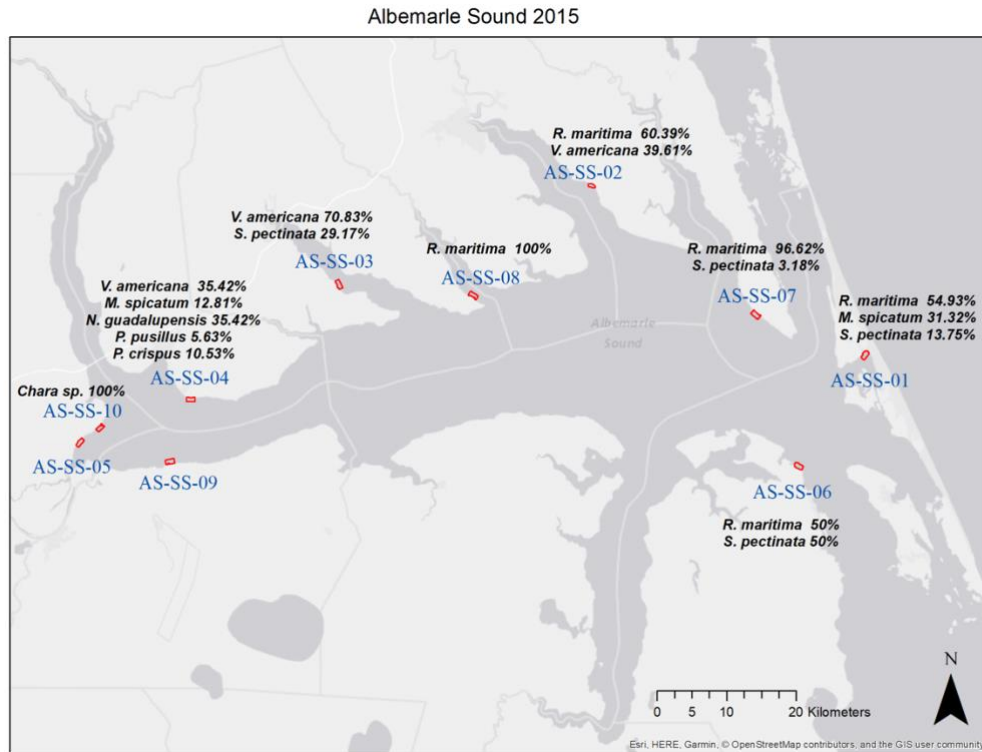 Albemarle Sound 2015
R. maritima 60.39%
V. americana 39.61%
AS-SS-02
V. americana 70.83%
S. pectinata 29.17%
AS-SS-03
R. maritima 100%
AS-SS-08
R. maritima 96.62%
S. pectinata 3.18%
AS-SS-07
V. americana 35.42%
M. spicatum 12.81%
N. guadalupensis 35.42%
P. pusillus 5.63%
P. crispus 10.53%
AS-SS-04
R. maritima 54.93%
M. spicatum 31.32%
S. pectinata 13.75%
AS-SS-01
Albemarle
Sound
Chara sp. 100%
AS-SS-10
AS-SS-05
AS-SS-09
AS-SS-06
R. maritima 50%
S. pectinata 50%
N
0 5 10 20 Kilometers
Esri, HERE, Garmin, © OpenStreetMap contributors, and the GIS user community